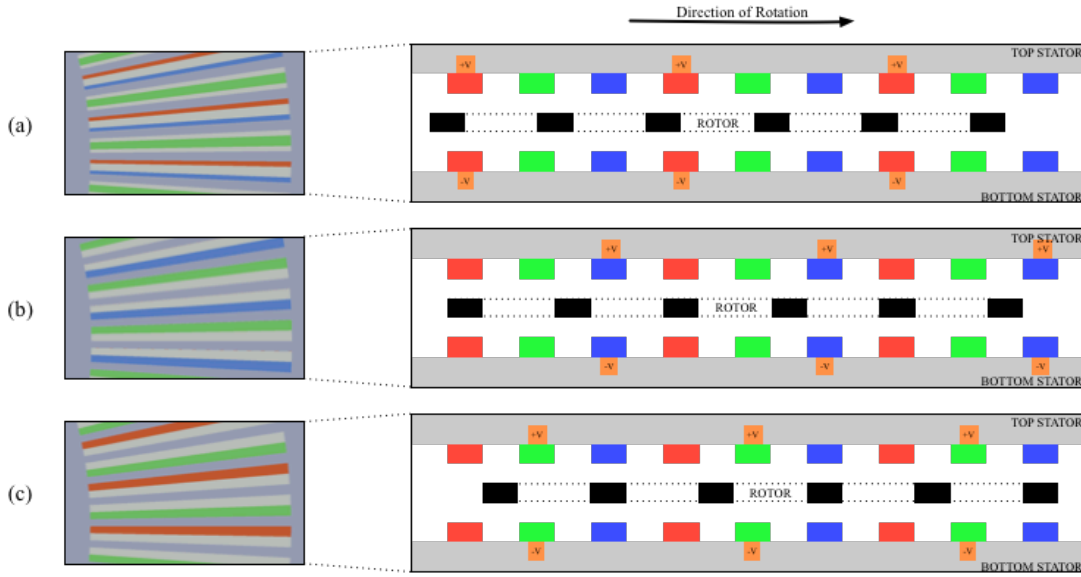 Direction of Rotation
(a)
TOP STATOR
+V +V +V
ROTOR
-V -V -V
BOTTOM STATOR
(b)
TOP STATOR
+V +V +V
ROTOR
-V -V -V
BOTTOM STATOR
(c)
TOP STATOR
+V +V +V
ROTOR
-V -V -V
BOTTOM STATOR